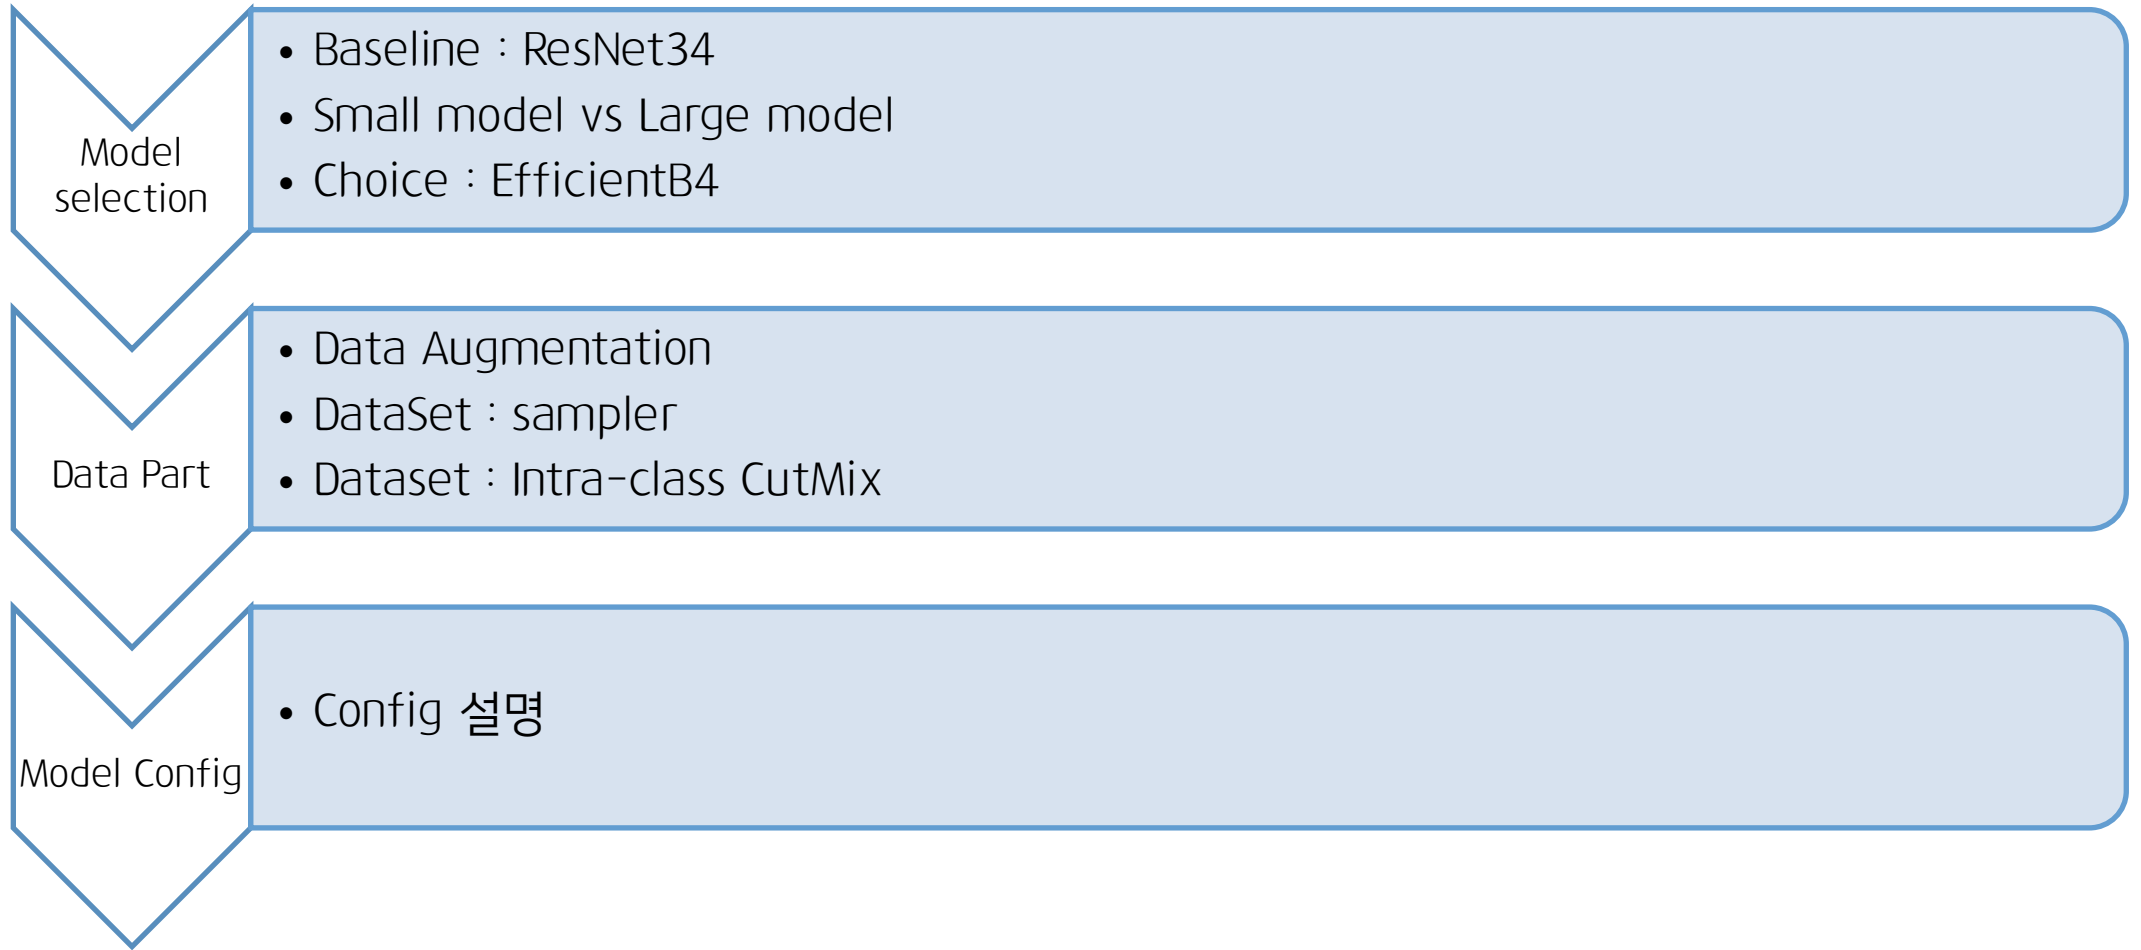 Model
selection
• Baseline : ResNet34
• Small model vs Large model
• Choice : EfficientB4
Data Part
• Data Augmentation
• DataSet : sampler
• Dataset : Intra-class CutMix
Model Config
• Config 설명